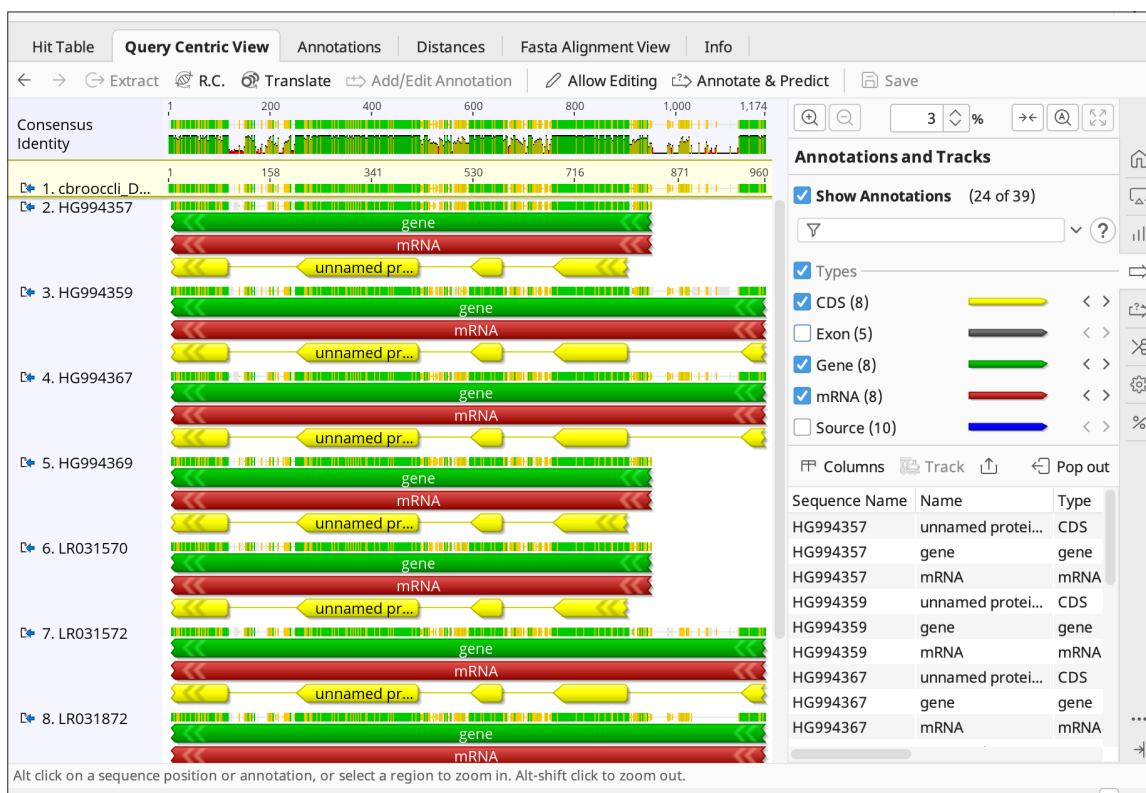 Hit Table Query Centric View Annotations Distances Fasta Alignment View Info
Extract R.C. Translate Add/Edit Annotation Allow Editing Annotate & Predict Save
1 200 400 600 800 1,000 1,174
Consensus
Identity
1 158 341 530 716 871 960
1. cbrooccli_D...
2. HG994357
gene
mRNA
unnamed pr...
3. HG994359
gene
mRNA
unnamed pr...
4. HG994367
gene
mRNA
unnamed pr...
5. HG994369
gene
mRNA
unnamed pr...
6. LR031570
gene
mRNA
unnamed pr...
7. LR031572
gene
mRNA
unnamed pr...
8. LR031872
gene
mRNA
3 %
Annotations and Tracks
Show Annotations (24 of 39)
?
Types
CDS (8)
Exon (5)
Gene (8)
mRNA (8)
Source (10)
Columns Track Pop out
Sequence Name Name Type
HG994357 unnamed protei... CDS
HG994357 gene gene
HG994357 mRNA mRNA
HG994359 unnamed protei... CDS
HG994359 gene gene
HG994359 mRNA mRNA
HG994367 unnamed protei... CDS
HG994367 gene gene
HG994367 mRNA mRNA
Alt click on a sequence position or annotation, or select a region to zoom in. Alt-shift click to zoom out.